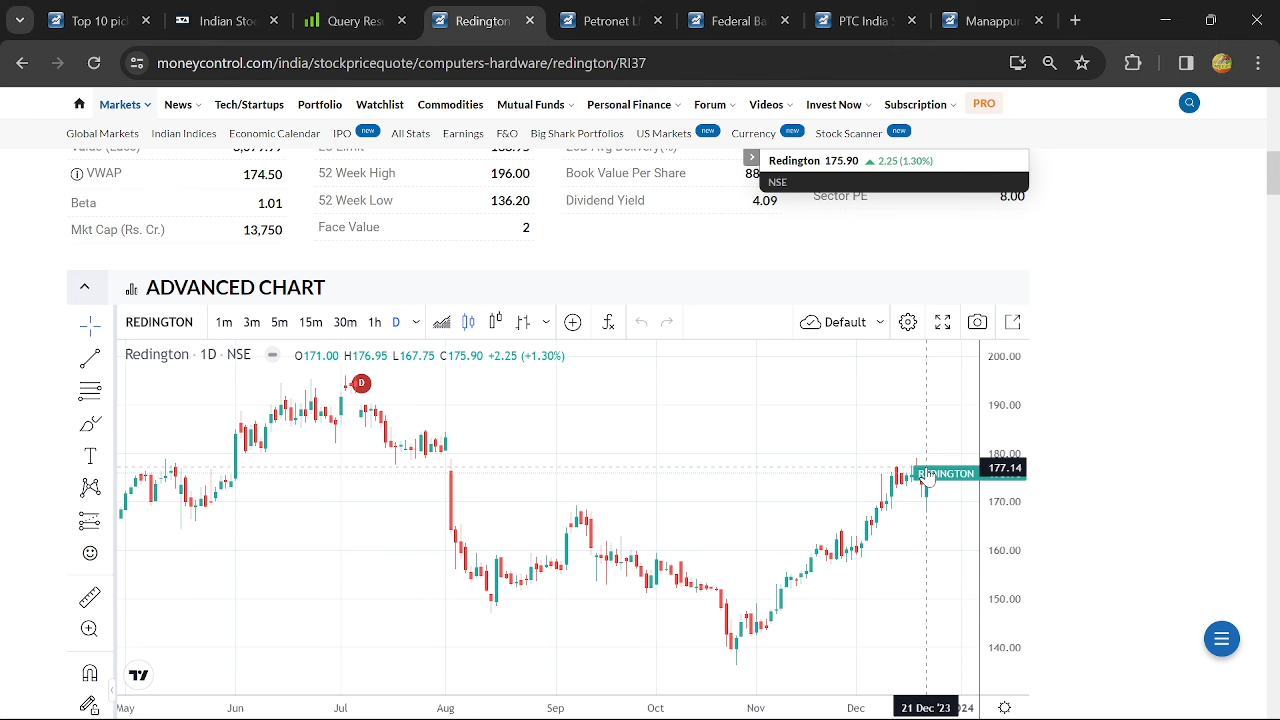 Top 10 pid
Indian Sto
Query Resu
Redington
Petronet L
Federal Ba
PTC India
Manappur
moneycontrol.com/india/stockpricequote/computers-hardware/redington/RI37
Markets News Tech/Startups Portfolio Watchlist Commodities Mutual Funds Personal Finance Forum Videos Invest Now Subscription PRO
Global Markets Indian Indices Economic Calendar IPO new All Stats Earnings F&O Big Shark Portfolios US Markets new Currency new Stock Scanner new
Redington 175.90 ▲ 2.25 (1.30%)
NSE
VWAP 174.50 52 Week High 196.00 Book Value Per Share 88
Beta 1.01 52 Week Low 136.20 Dividend Yield 4.09 Sector PE 8.00
Mkt Cap (Rs. Cr.) 13,750 Face Value 2
ADVANCED CHART
REDINGTON 1m 3m 5m 15m 30m 1h D Default
Redington · 1D · NSE O171.00 H176.95 L167.75 C175.90 +2.25 (+1.30%)
D
200.00
190.00
180.00
REDINGTON 177.14
170.00
160.00
150.00
140.00
May Jun Jul Aug Sep Oct Nov Dec 21 Dec '23